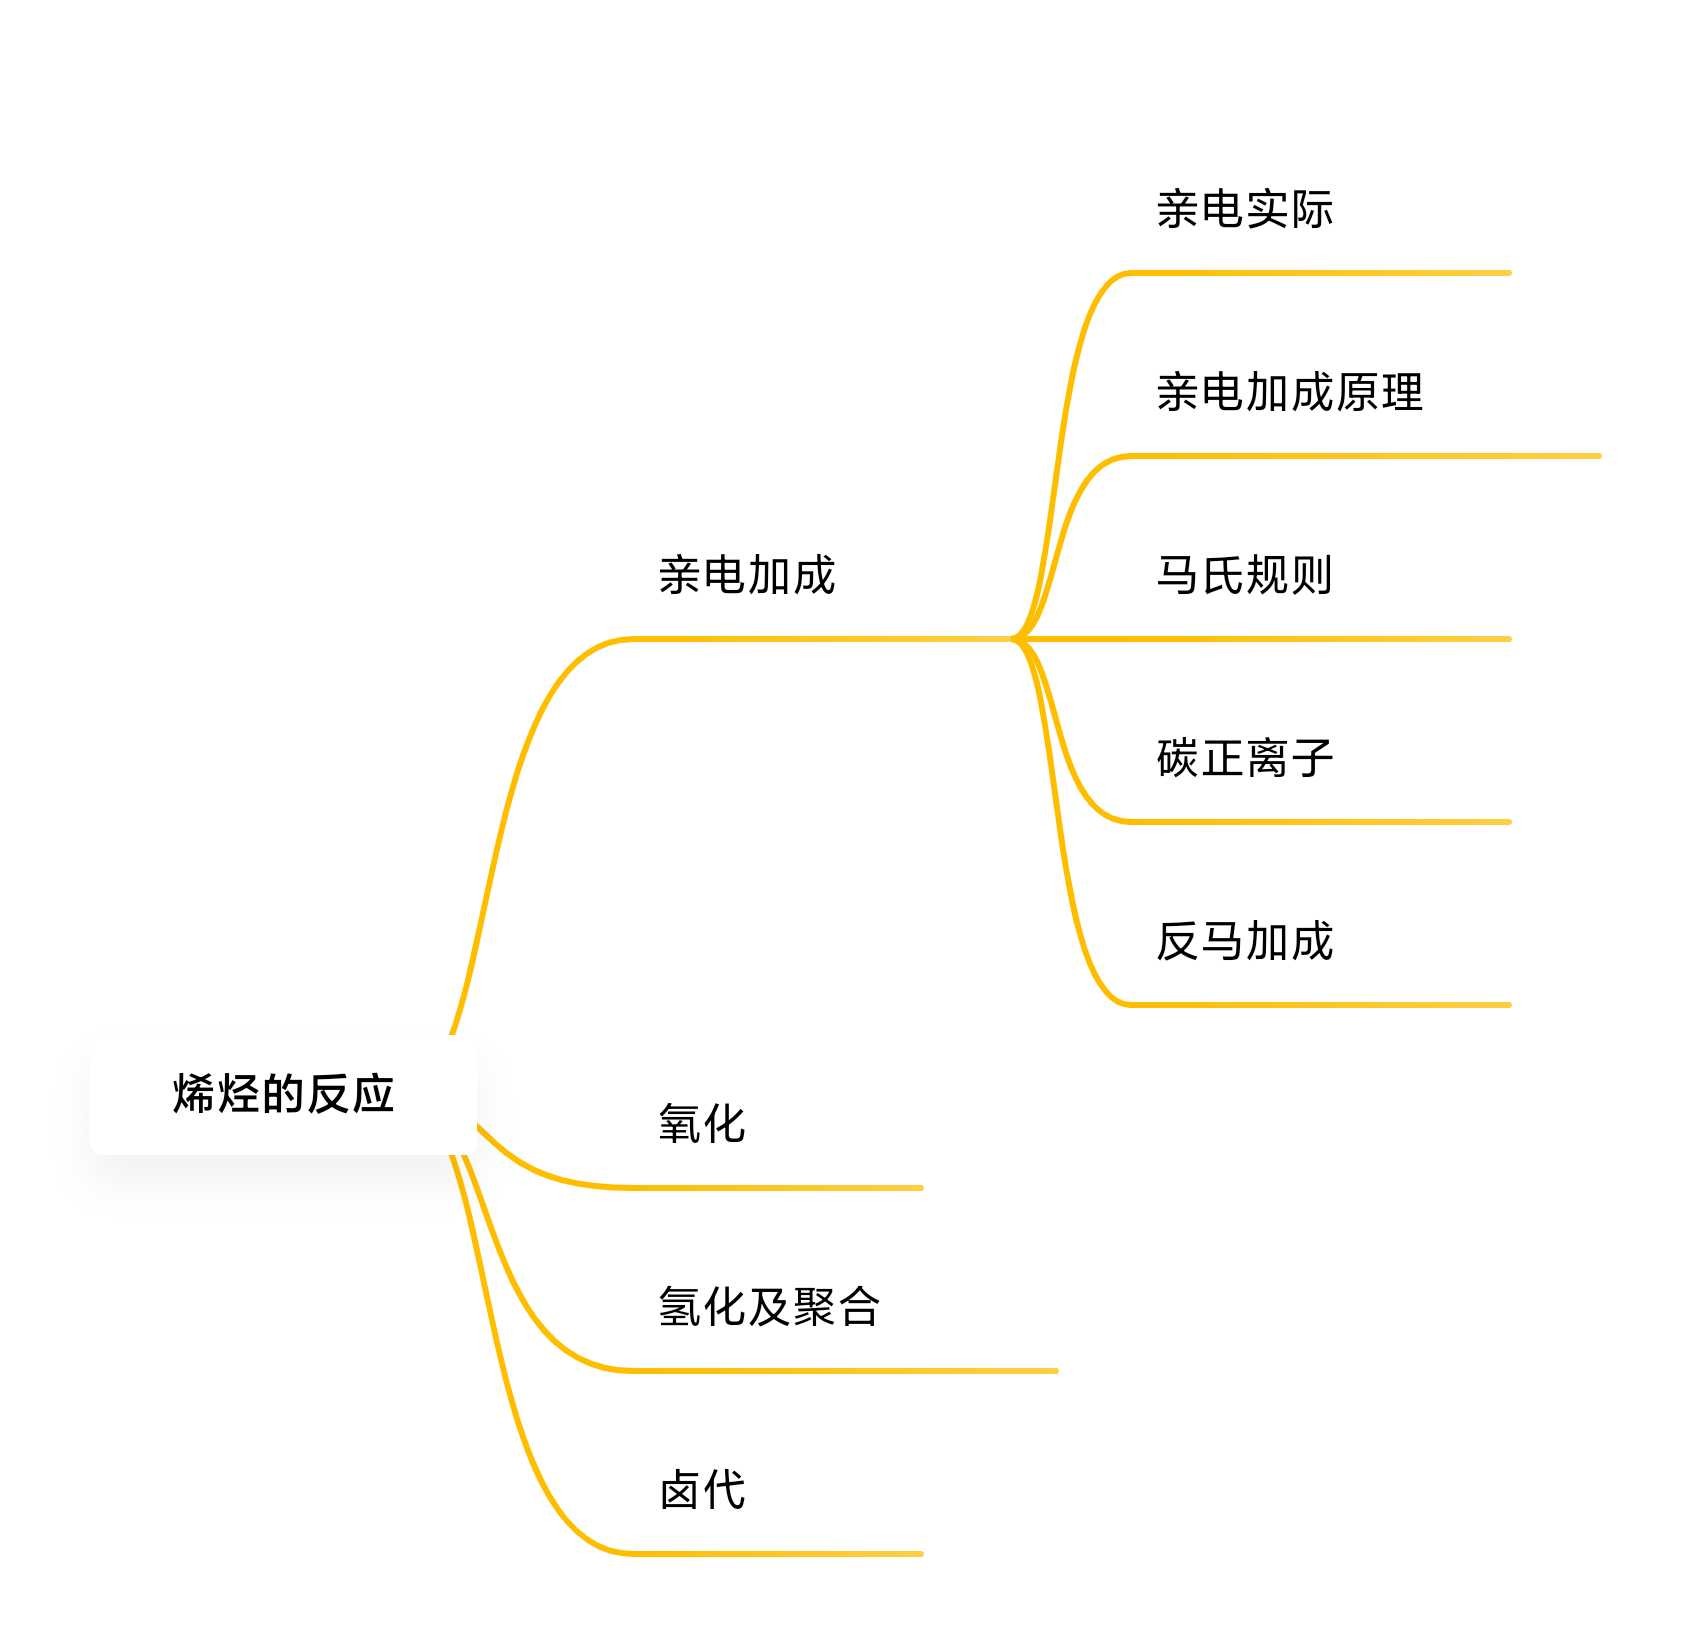 烯烃的反应
亲电加成
亲电实际
亲电加成原理
马氏规则
碳正离子
反马加成
氧化
氢化及聚合
卤代